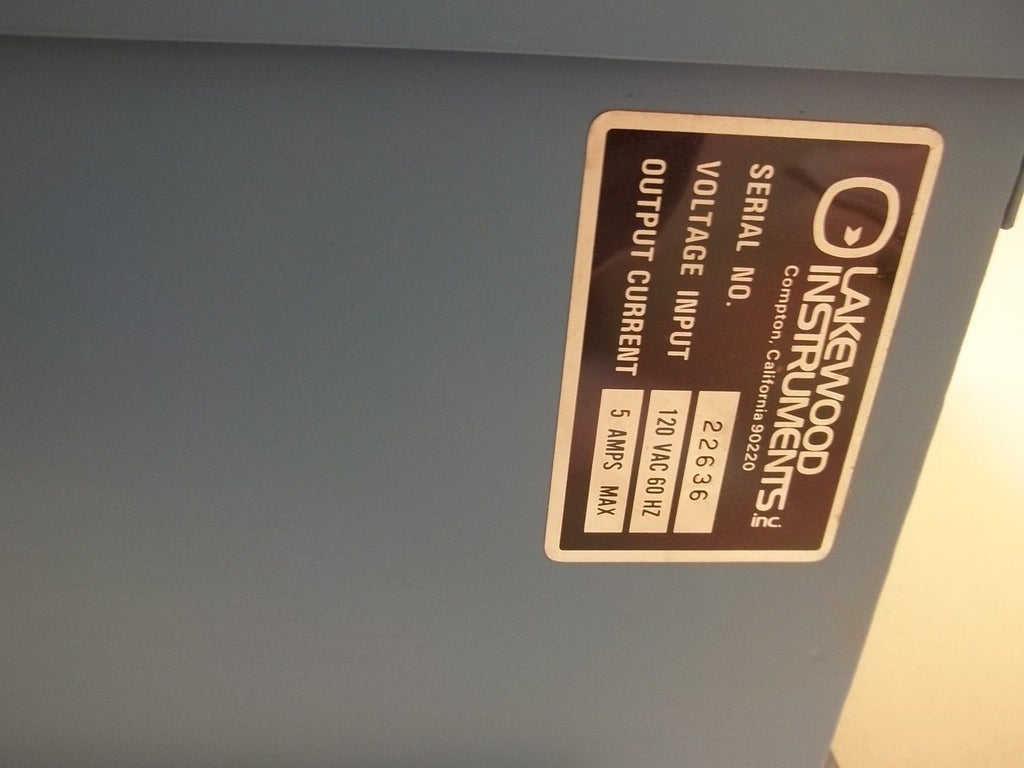 LAKEWOOD
INSTRUMENTS inc.
Compton, California 90220
SERIAL NO. 22636
VOLTAGE INPUT 120 VAC 60 HZ
OUTPUT CURRENT 5 AMPS MAX